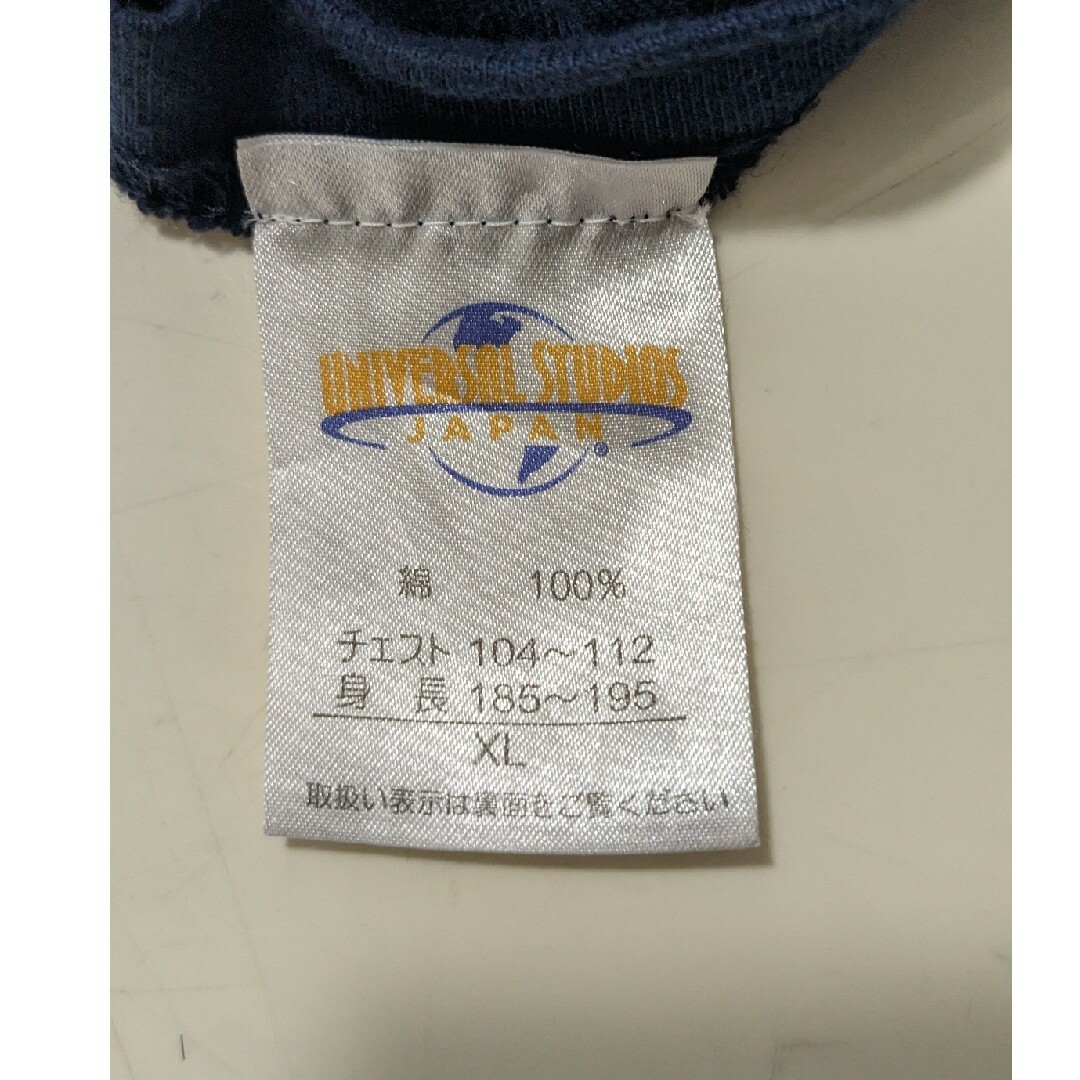 UNIVERSAL STUDIOS
JAPAN®
綿 100%
チェスト 104〜112
身長 185〜195
XL
取扱い表示は裏面をご覧ください